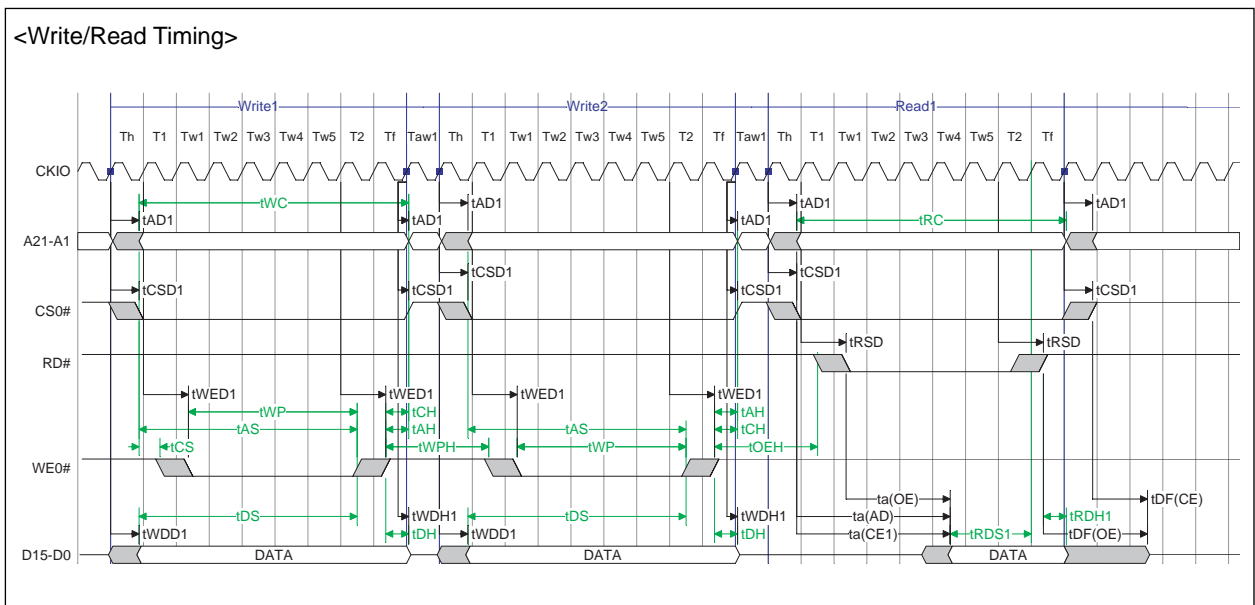 <Write/Read Timing>
Write1 Write2 Read1
Th T1 Tw1 Tw2 Tw3 Tw4 Tw5 T2 Tf Taw1 Th T1 Tw1 Tw2 Tw3 Tw4 Tw5 T2 Tf Taw1 Th T1 Tw1 Tw2 Tw3 Tw4 Tw5 T2 Tf
CKIO
tWC tAD1 tAD1 tAD1
tAD1 tAD1 tAD1 tRC
A21-A1
tCSD1 tCSD1
tCSD1 tCSD1 tCSD1 tCSD1
CS0#
tRSD tRSD
RD#
tWED1 tWED1 tWED1 tWED1
tWP tCH tAH
tAS tAH tAS tCH
tCS tWPH tWP tOEH
WE0#
ta(OE) tDF(CE)
tDS tWDH1 tDS tWDH1 ta(AD) tRDH1
tWDD1 tDH tWDD1 tDH ta(CE1) tRDS1 tDF(OE)
D15-D0 DATA DATA DATA